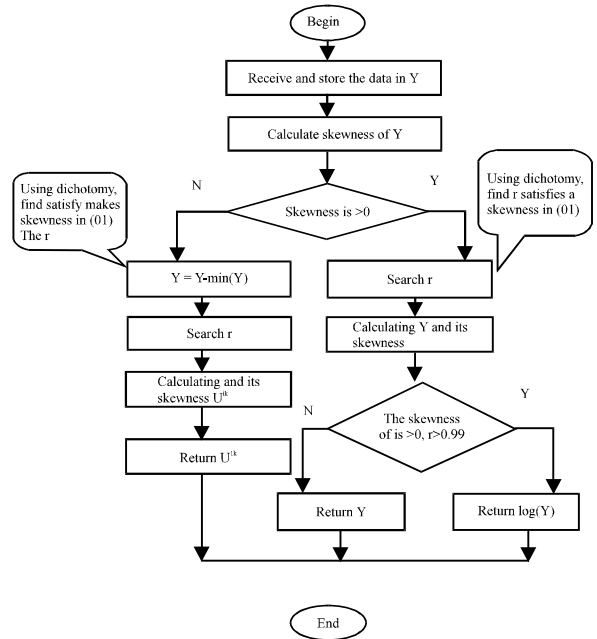 Begin
Receive and store the data in Y
Calculate skewness of Y
N
Y
Using dichotomy,
find satisfy makes
skewness in (01)
The r
Skewness is >0
Using dichotomy,
find r satisfies a
skewness in (01)
Y = Y-min(Y)
Search r
Search r
Calculating Y and its
skewness
Calculating and its
skewness U
N
Y
The skewness
of is >0, r>0.99
Return U
Return Y
Return log(Y)
End